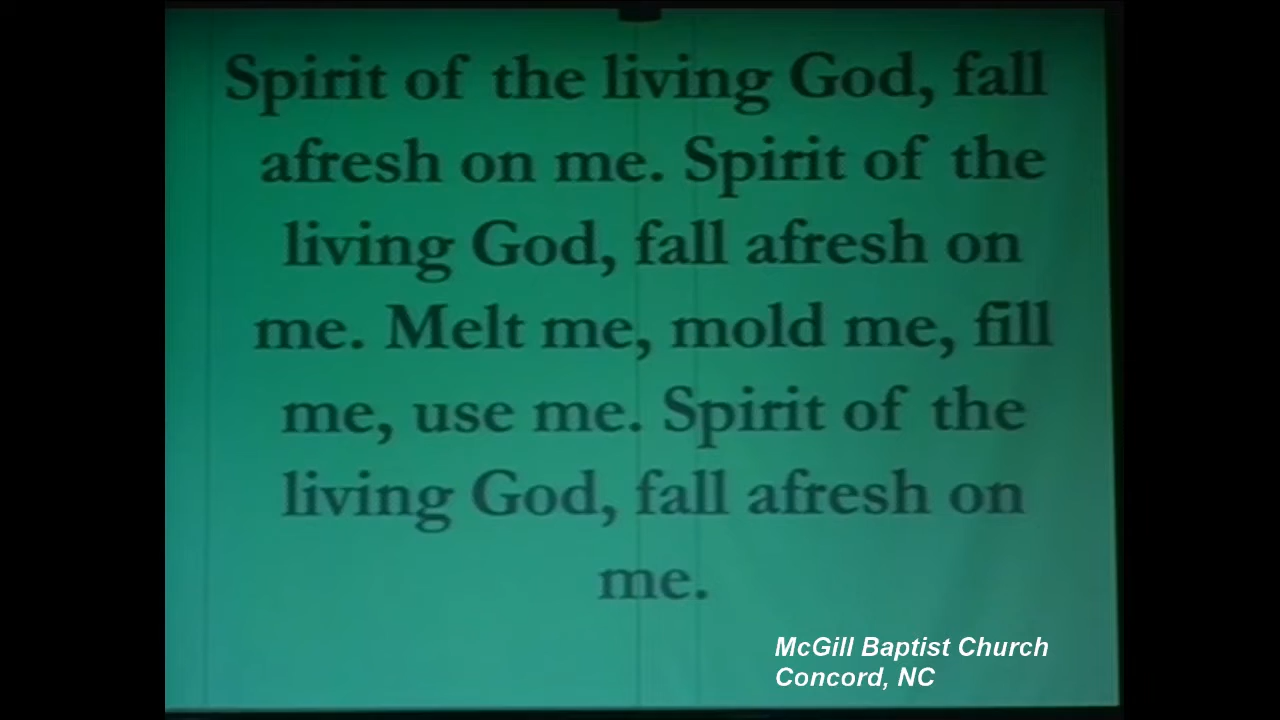 Spirit of the living God, fall
afresh on me. Spirit of the
living God, fall afresh on
me. Melt me, mold me, fill
me, use me. Spirit of the
living God, fall afresh on
me.
McGill Baptist Church
Concord, NC